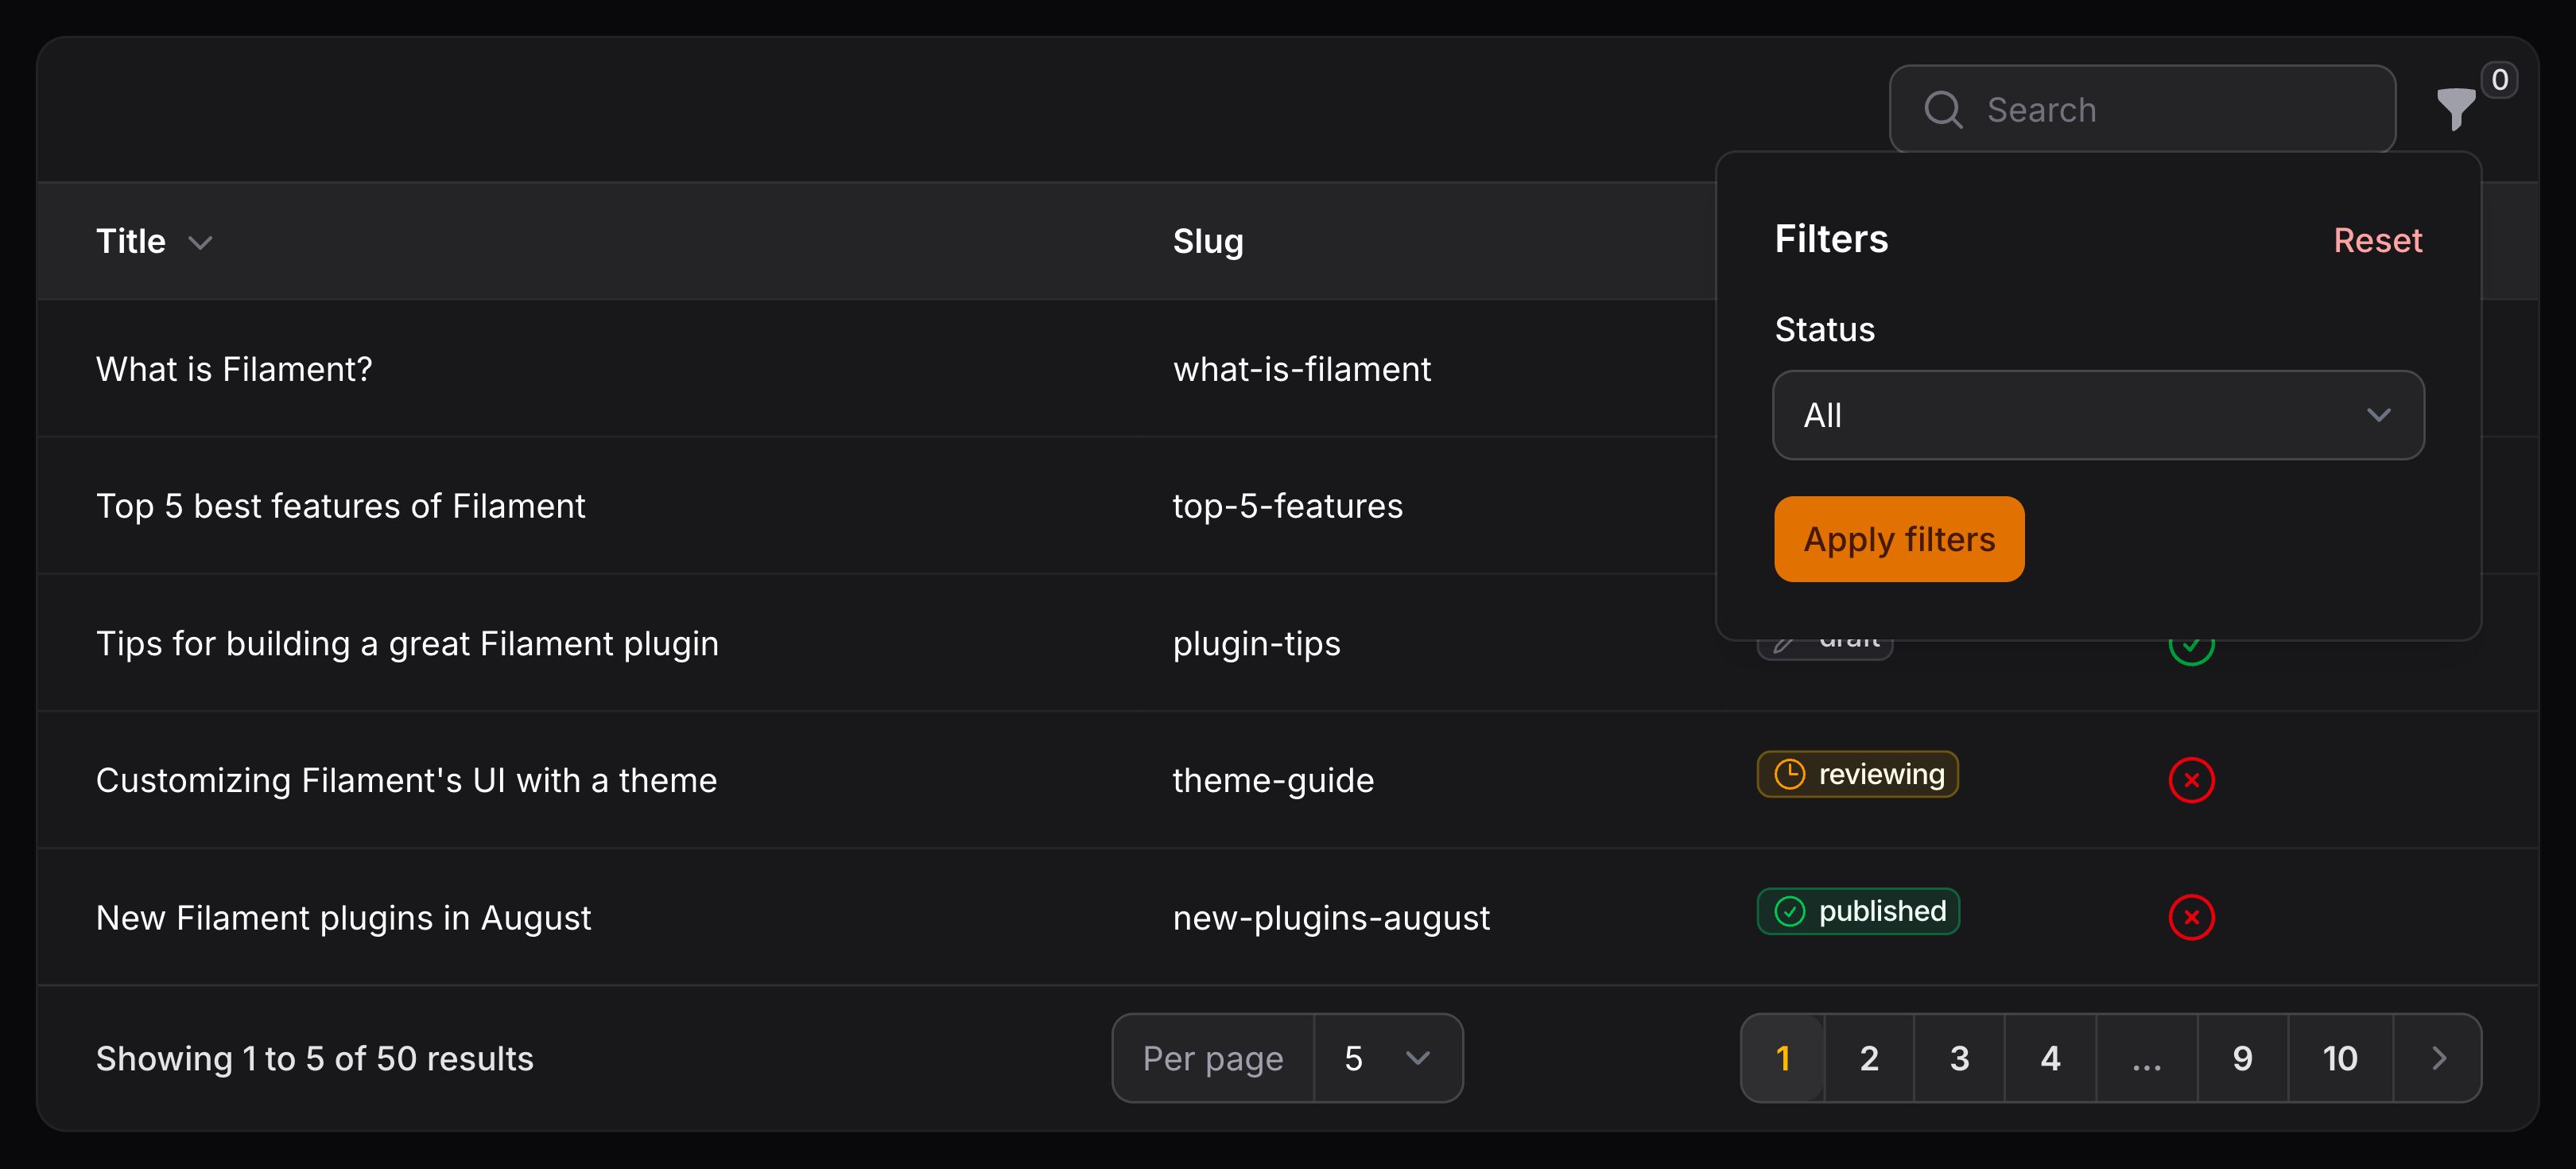 Search
0
Title
Slug
Filters
Reset
Status
All
Apply filters
What is Filament?
what-is-filament
Top 5 best features of Filament
top-5-features
Tips for building a great Filament plugin
plugin-tips
draft
Customizing Filament's UI with a theme
theme-guide
reviewing
New Filament plugins in August
new-plugins-august
published
Showing 1 to 5 of 50 results
Per page
5
1 2 3 4 ... 9 10